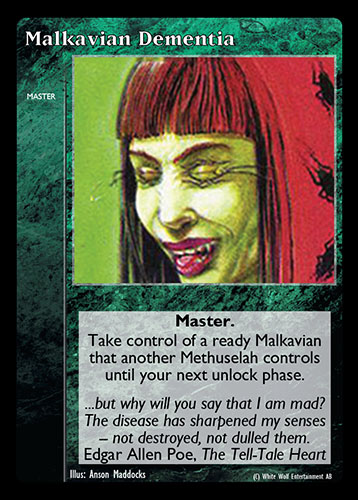 Malkavian Dementia
MASTER
Master.
Take control of a ready Malkavian
that another Methuselah controls
until your next unlock phase.
...but why will you say that I am mad?
The disease has sharpened my senses
– not destroyed, not dulled them.
Edgar Allen Poe, The Tell-Tale Heart
Illus: Anson Maddocks
(C) White Wolf Entertainment AB